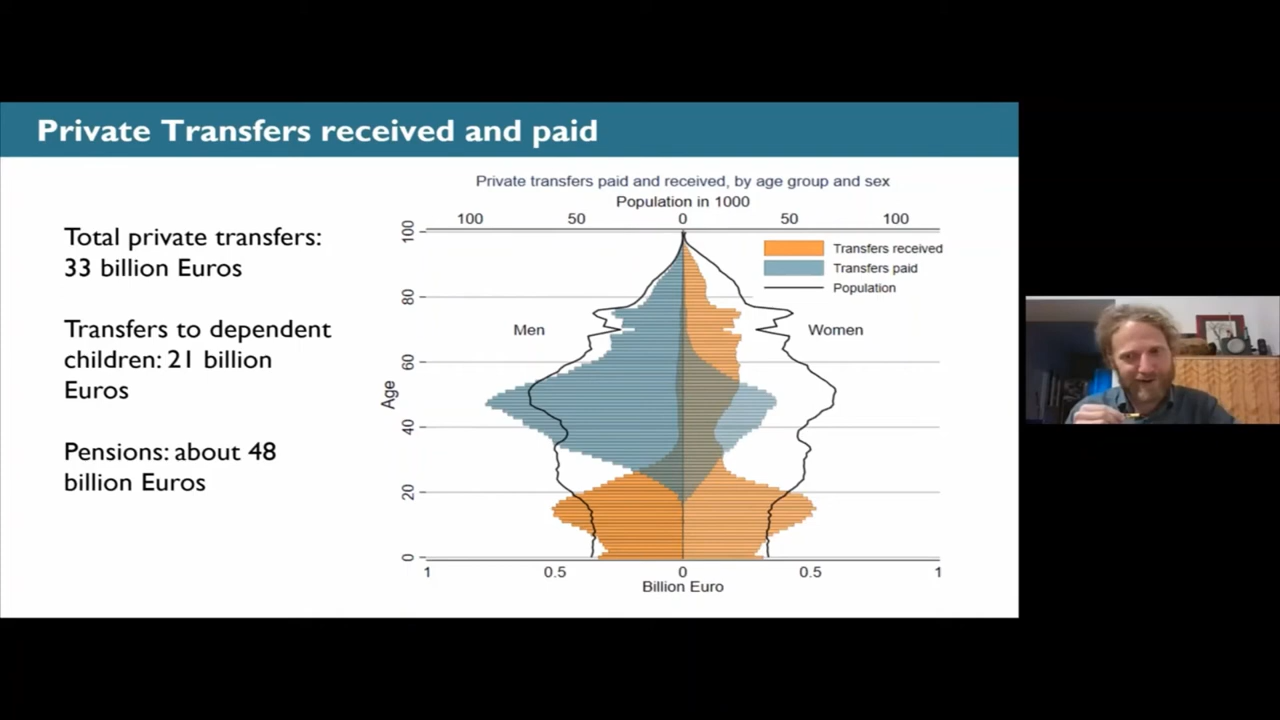 Private Transfers received and paid
Total private transfers:
33 billion Euros
Transfers to dependent
children: 21 billion
Euros
Pensions: about 48
billion Euros
Private transfers paid and received, by age group and sex
Population in 1000
100 50 0 50 100
Transfers received
Transfers paid
Population
Men
Women
Age
100
80
60
40
20
0
1 0.5 0 0.5 1
Billion Euro